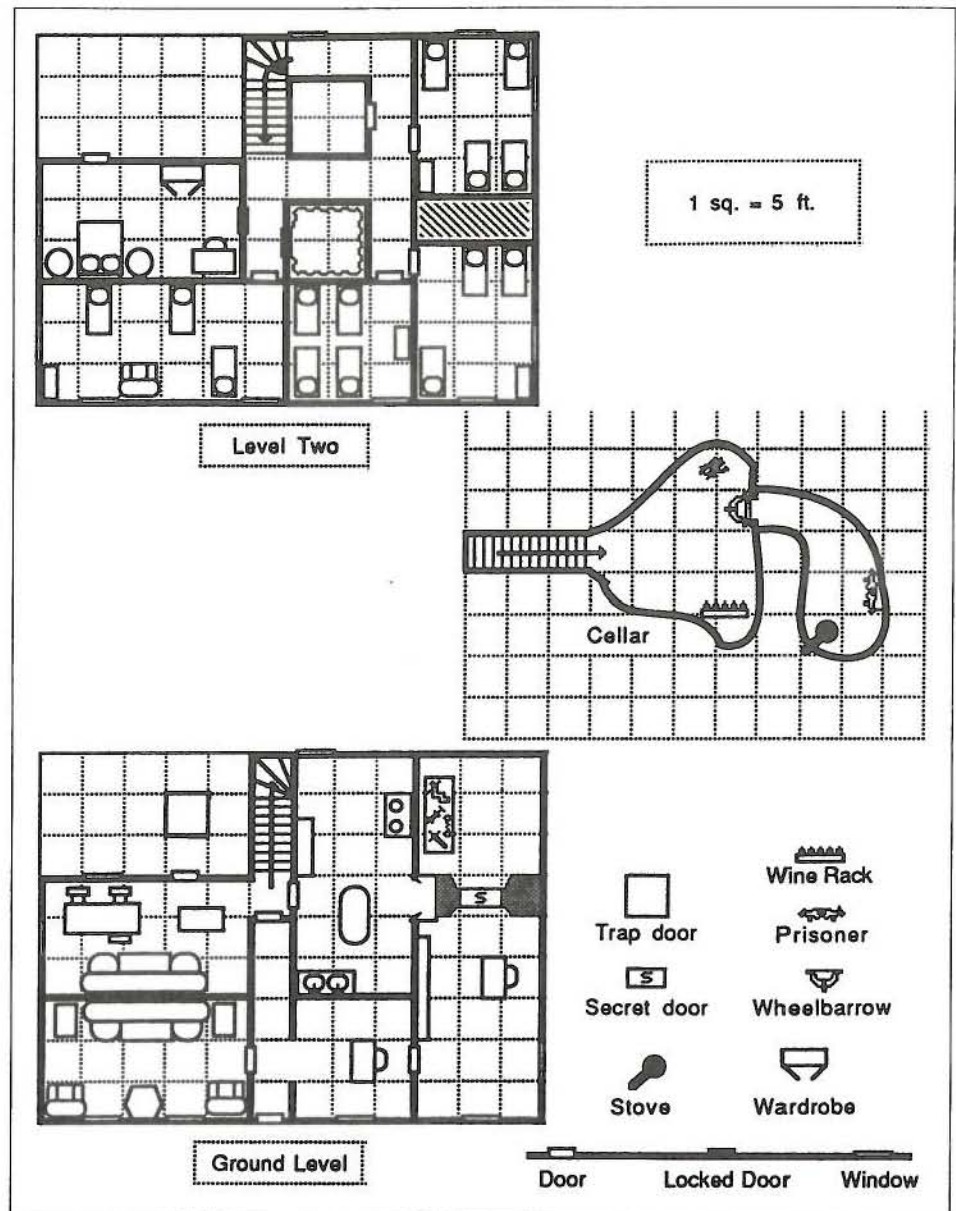 1 sq. = 5 ft.
Level Two
Cellar
Wine Rack
Trap door
Prisoner
S
S
Secret door
Wheelbarrow
Stove
Wardrobe
Ground Level
Door
Locked Door
Window